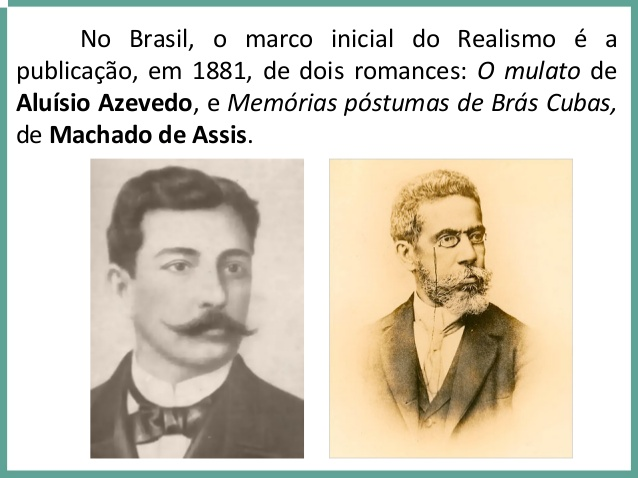 No Brasil, o marco inicial do Realismo é a
publicação, em 1881, de dois romances: O mulato de
Aluísio Azevedo, e Memórias póstumas de Brás Cubas,
de Machado de Assis.